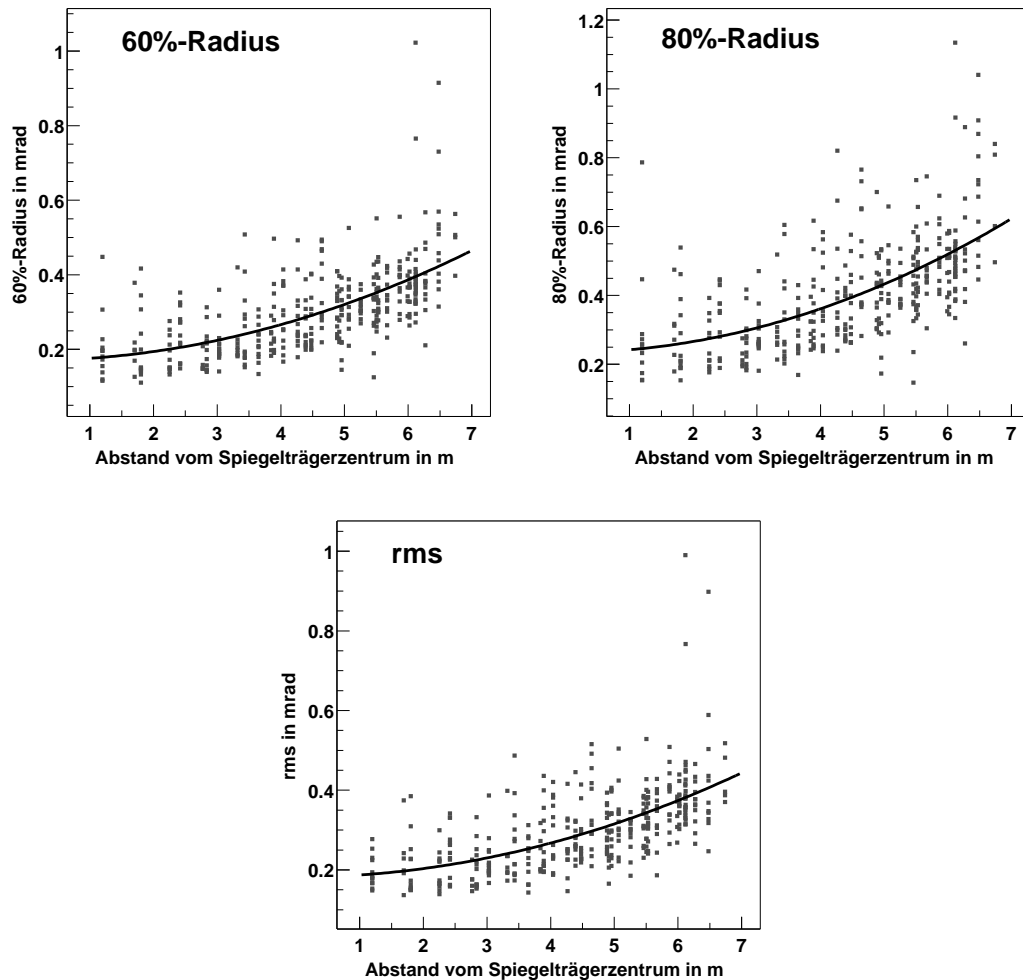 60%-Radius
60%-Radius in mrad
1
0.8
0.6
0.4
0.2
1 2 3 4 5 6 7
Abstand vom Spiegelträgerzentrum in m
80%-Radius
80%-Radius in mrad
1.2
1
0.8
0.6
0.4
0.2
1 2 3 4 5 6 7
Abstand vom Spiegelträgerzentrum in m
rms
rms in mrad
1
0.8
0.6
0.4
0.2
1 2 3 4 5 6 7
Abstand vom Spiegelträgerzentrum in m